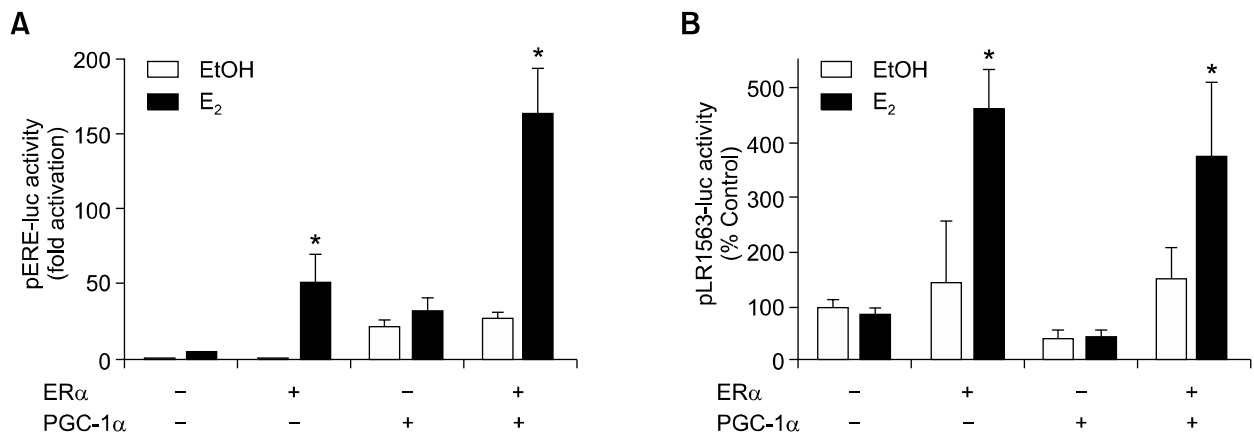 A
pERE-luc activity
(fold activation)
200
150
100
50
0
EtOH
E₂
*
*
ERα – + – +
PGC-1α – – + +
B
pLR1563-luc activity
(% Control)
500
400
300
200
100
0
EtOH
E₂
*
*
ERα – + – +
PGC-1α – – + +